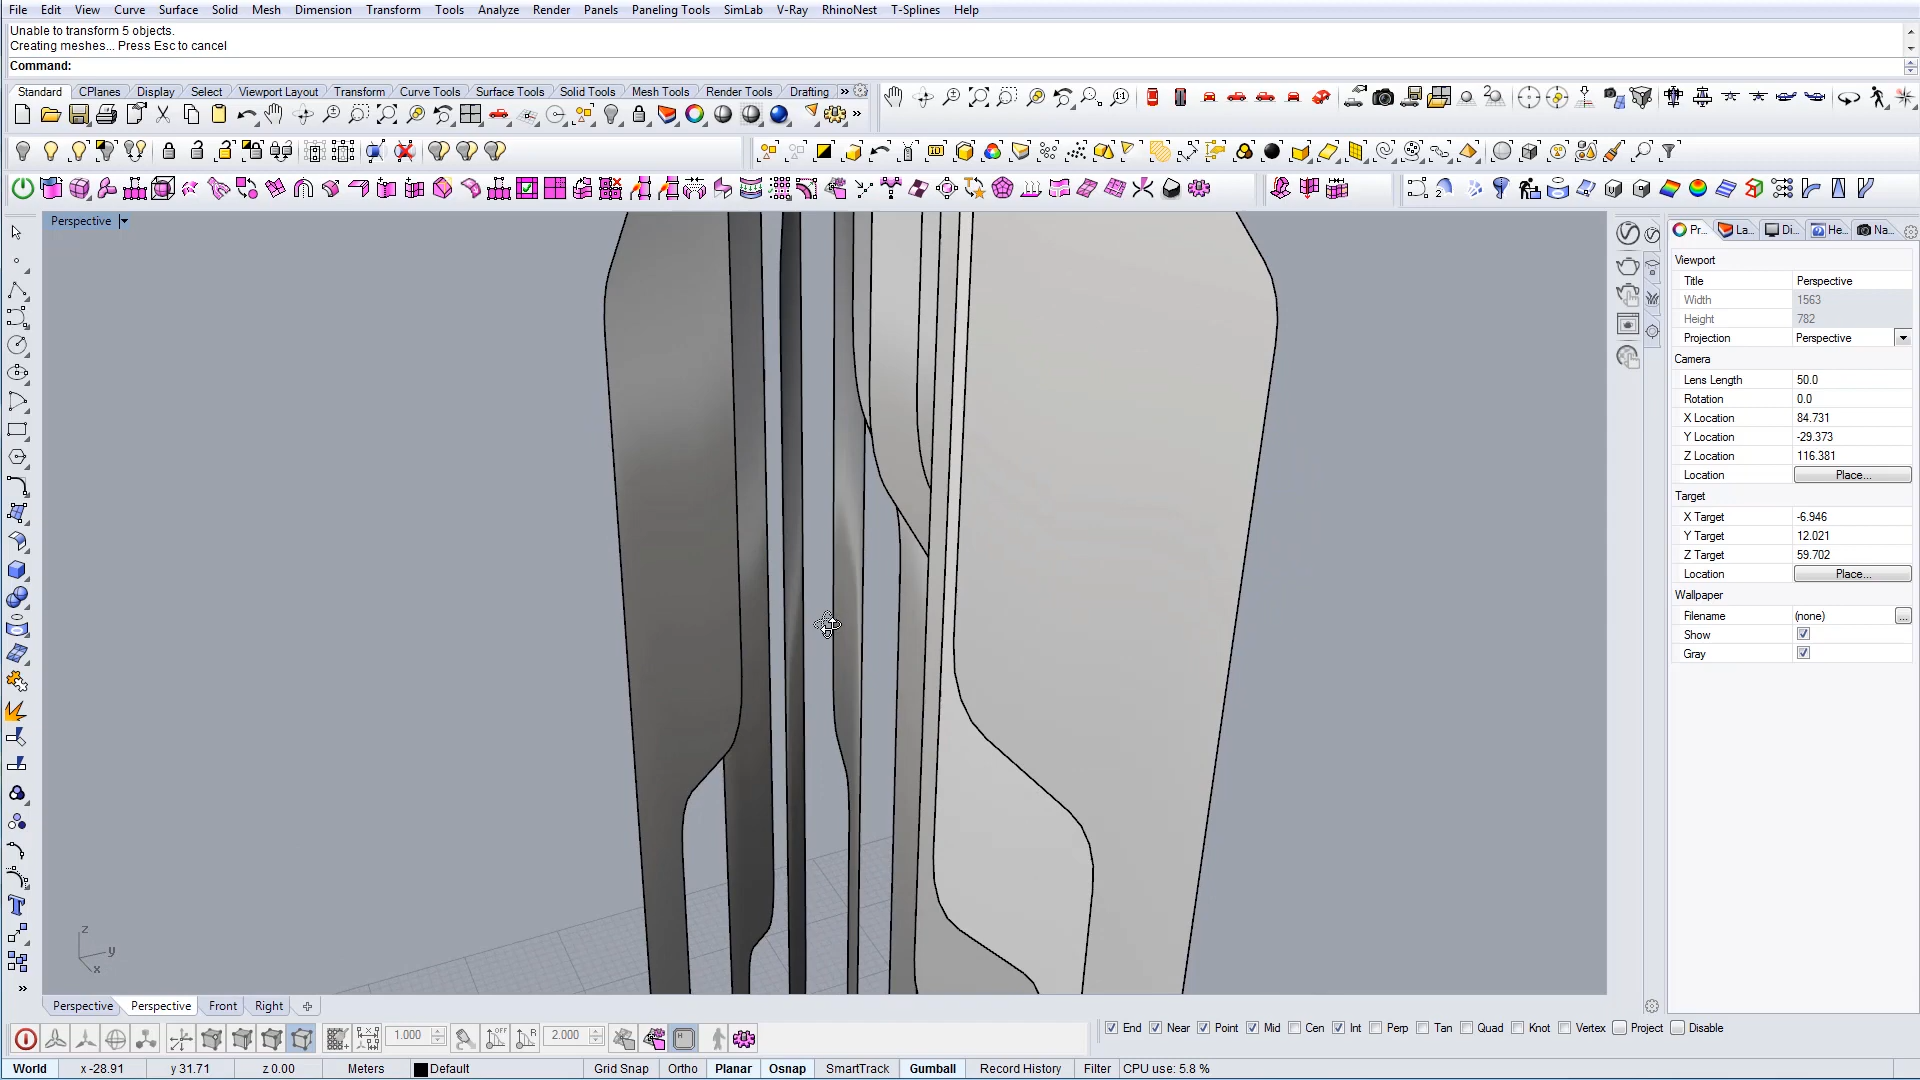 File Edit View Curve Surface Solid Mesh Dimension Transform Tools Analyze Render Panels Paneling Tools SimLab V-Ray RhinoNest T-Splines Help
Unable to transform 5 objects.
Creating meshes... Press Esc to cancel
Command:
Standard CPlanes Display Select Viewport Layout Transform Curve Tools Surface Tools Solid Tools Mesh Tools Render Tools Drafting »
Perspective
Pr... La... Di... He... Na...
Viewport
Title Perspective
Width 1563
Height 782
Projection Perspective
Camera
Lens Length 50.0
Rotation 0.0
X Location 84.731
Y Location -29.373
Z Location 116.381
Location Place...
Target
X Target -6.946
Y Target 12.021
Z Target 59.702
Location Place...
Wallpaper
Filename (none) ...
Show
Gray
z
y
x
Perspective Perspective Front Right
1.000 2.000
End Near Point Mid Cen Int Perp Tan Quad Knot Vertex Project Disable
World x -28.91 y 31.71 z 0.00 Meters Default Grid Snap Ortho Planar Osnap SmartTrack Gumball Record History Filter CPU use: 5.8 %